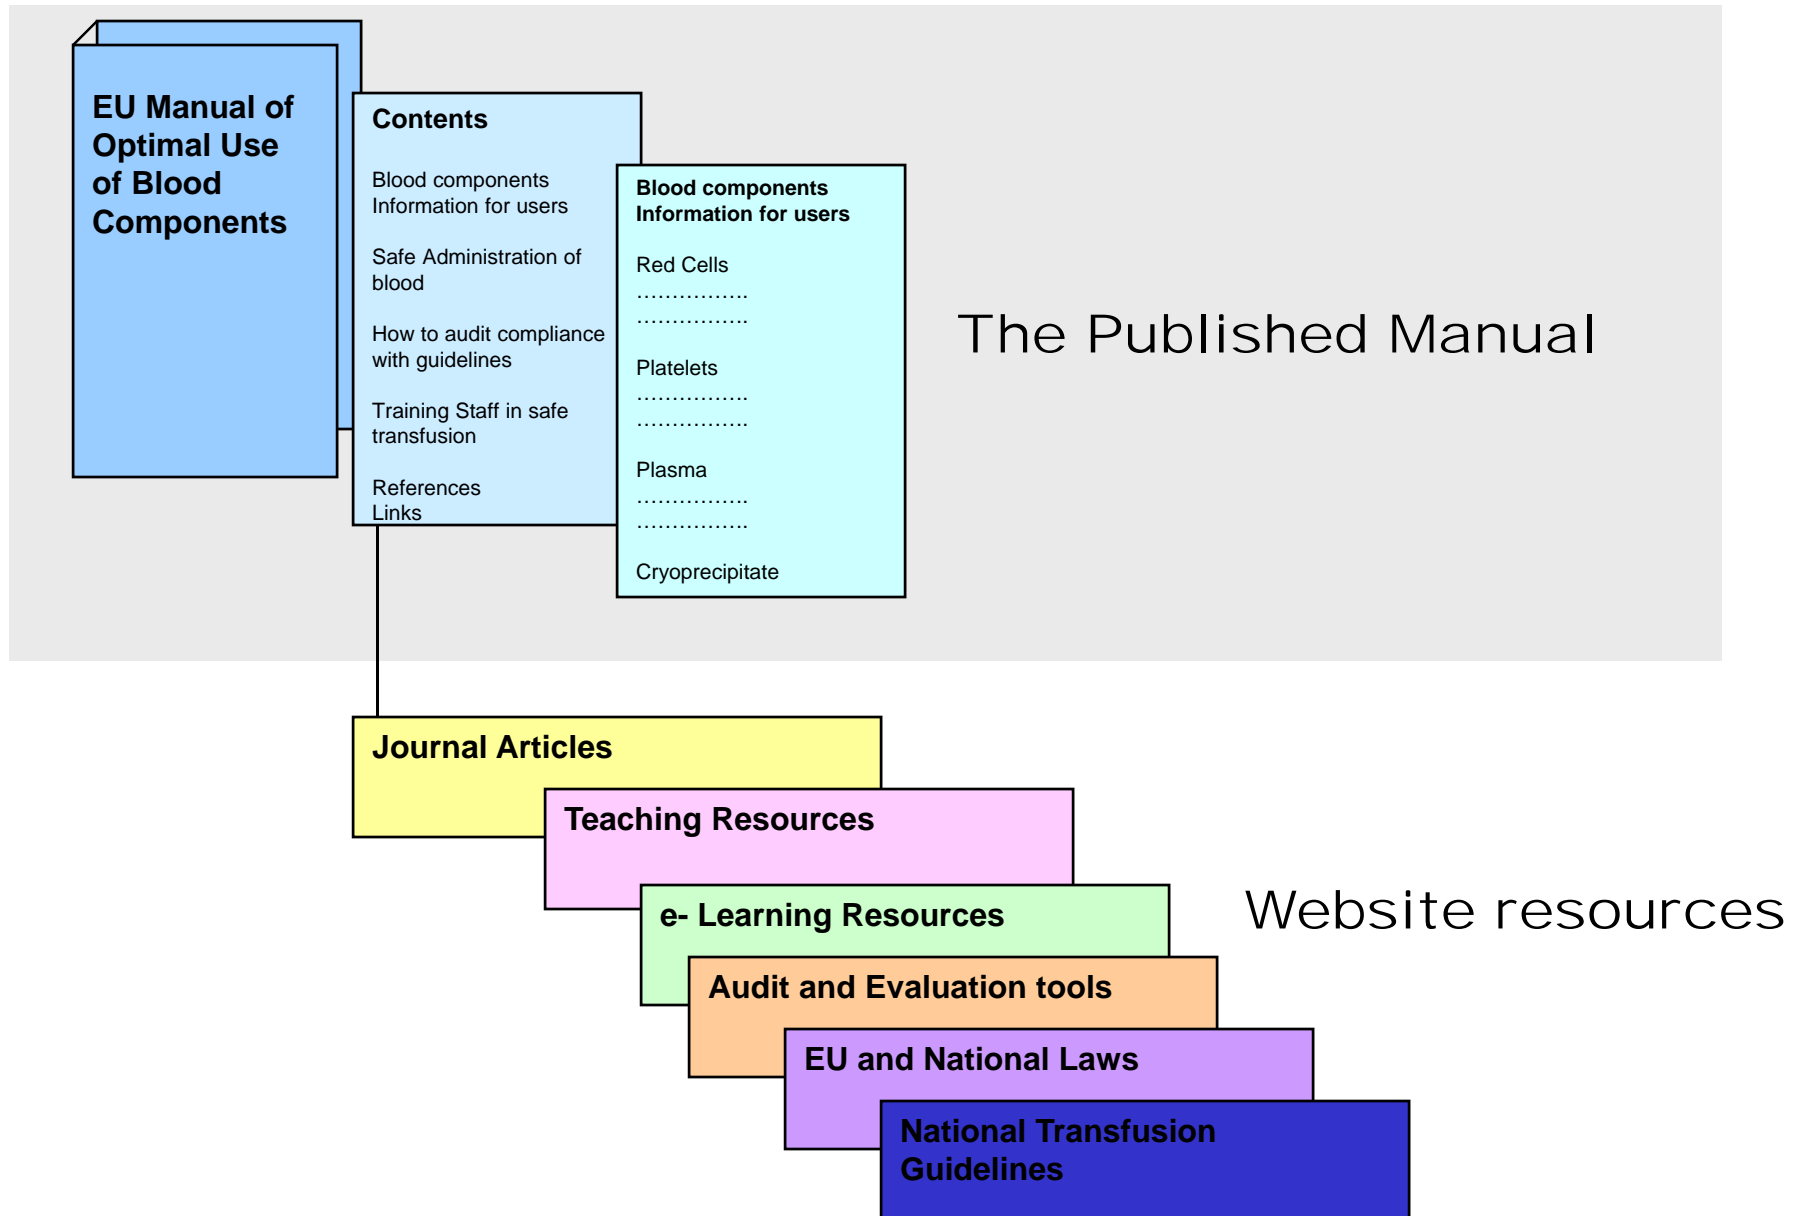 EU Manual of
Optimal Use
of Blood
Components
Contents
Blood components
Information for users
Safe Administration of
blood
How to audit compliance
with guidelines
Training Staff in safe
transfusion
References
Links
Blood components
Information for users
Red Cells
…………….
…………….
Platelets
…………….
…………….
Plasma
…………….
…………….
Cryoprecipitate
The Published Manual
Journal Articles
Teaching Resources
e- Learning Resources
Audit and Evaluation tools
EU and National Laws
National Transfusion
Guidelines
Website resources